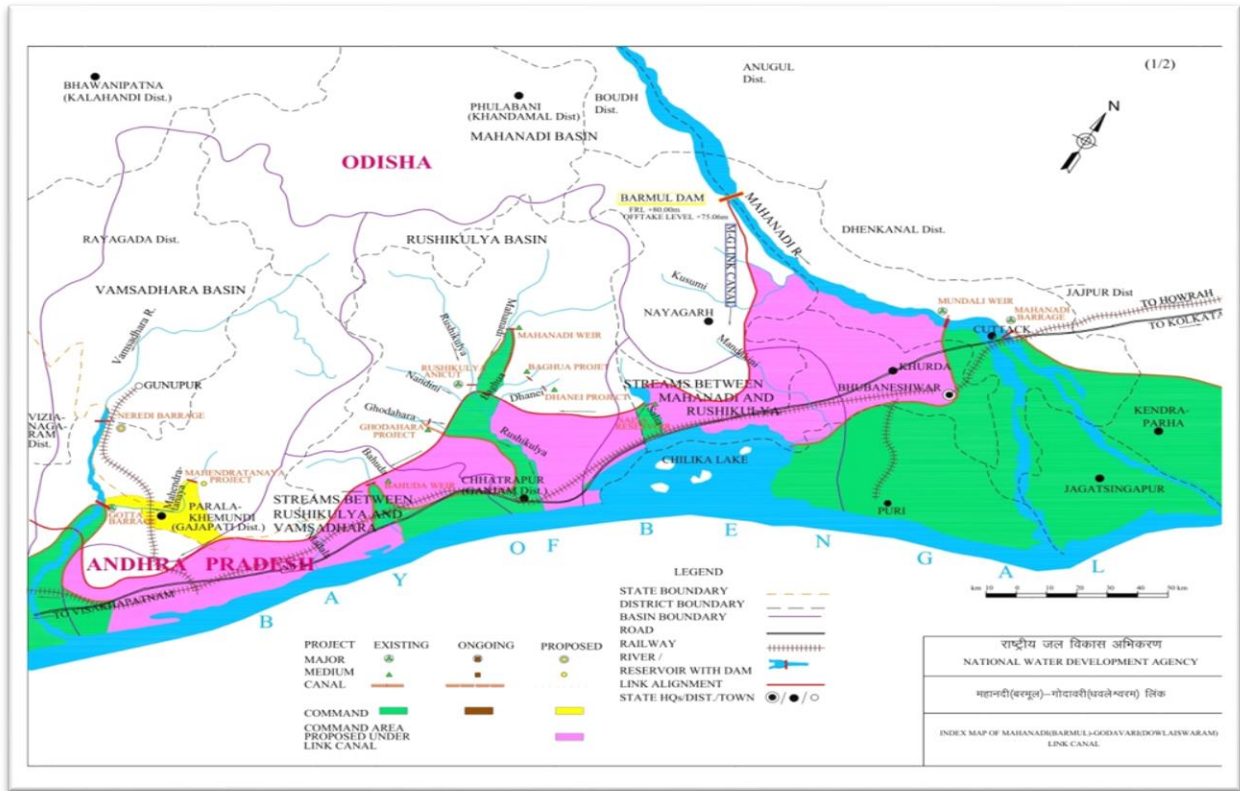 (1/2)
ANUGUL
Dist.
BHAWANIPATNA
(KALAHANDI Dist.)
PHULABANI
(KHANDAMAL Dist)
BOUDH
Dist.
MAHANADI BASIN
N
ODISHA
BARMUL DAM
FRL +80.00m
OFFTAKE LEVEL +75.06m
MAHANADI R.
M-G LINK CANAL
DHENKANAL Dist.
RAYAGADA Dist.
RUSHIKULYA BASIN
VAMSADHARA BASIN
Vamsadhara R.
Kusumi
NAYAGARH
JAJPUR Dist
TO HOWRAH
TO KOLKATA
MUNDALI WEIR
MAHANADI
BARRAGE
CUTTACK
Rushikulya
Mahanadi
MAHANADI WEIR
BAGHUA PROJET
RUSHIKULYA
ANICUT
Nandini
Baghua
Dhanei
DHANEI PROJECT
KHURDA
BHUBANESHWAR
STREAMS BETWEEN
MAHANADI AND
RUSHIKULYA
GUNUPUR
NEREDI BARRAGE
VIZIA-
NAGA-
RAM
Dist.
Ghodahara
GHODAHARA
PROJECT
Rushikulya
KENDRA-
PARHA
CHILIKA LAKE
Bahuda
BAHUDA WEIR
MAHENDRATANAYA
PROJECT
CHHATRAPUR
(GANJAM Dist.)
JAGATSINGAPUR
PURI
STREAMS BETWEEN
RUSHIKULYA AND
VAMSADHARA
GOTTA
BARRAGE
PARALA-
KHEMUNDI
(GAJAPATI Dist.)
ANDHRA PRADESH
TO VISAKHAPATNAM
B A Y O F B E N G A L
10 0 10 20 30 40 50 km
LEGEND
STATE BOUNDARY
DISTRICT BOUNDARY
BASIN BOUNDARY
ROAD
RAILWAY
RIVER /
RESERVOIR WITH DAM
LINK ALIGNMENT
STATE HQs/DIST./TOWN
PROJECT EXISTING ONGOING PROPOSED
MAJOR
MEDIUM
CANAL
COMMAND
COMMAND AREA
PROPOSED UNDER
LINK CANAL
राष्ट्रीय जल विकास अभिकरण
NATIONAL WATER DEVELOPMENT AGENCY
महानदी(बरमूल)–गोदावरी(धवलेश्वरम) लिंक
INDEX MAP OF MAHANADI(BARMUL)-GODAVARI(DOWLAISWARAM)
LINK CANAL